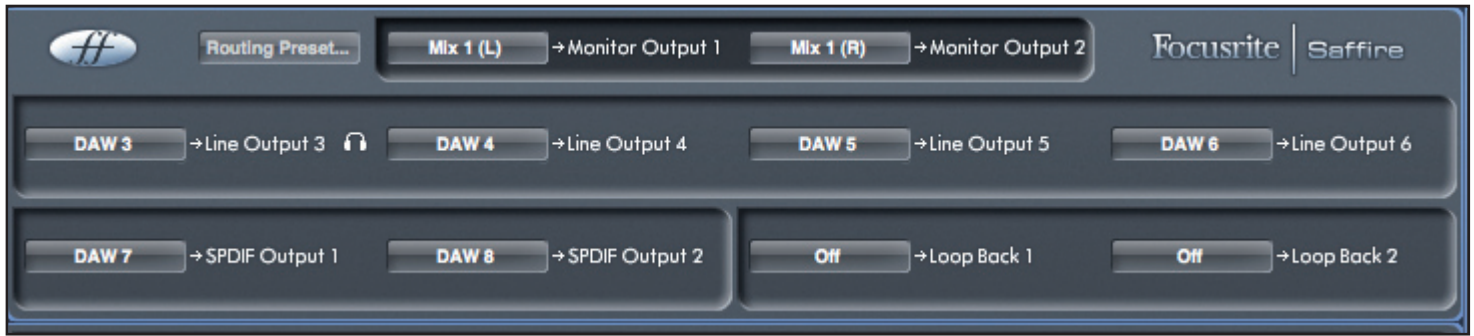 ff Routing Preset... Mix 1 (L) →Monitor Output 1 Mix 1 (R) →Monitor Output 2 Focusrite | Saffire
DAW 3 →Line Output 3 DAW 4 →Line Output 4 DAW 5 →Line Output 5 DAW 6 →Line Output 6
DAW 7 →SPDIF Output 1 DAW 8 →SPDIF Output 2 Off →Loop Back 1 Off →Loop Back 2